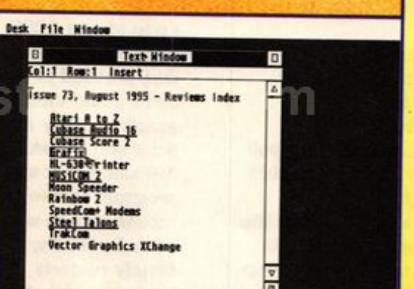 Desk File Window
Text Window
Col:1 Row:1 Insert
Issue 73, August 1995 - Reviews Index
Atari A to Z
Cubase Audio 16
Cubase Score 2
Grafix
HL-630 Printer
MUSiCOM 2
Moon Speeder
Rainbow 2
SpeedCom+ Modems
Steel Talons
TrakCom
Vector Graphics XChange